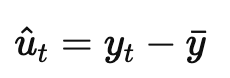 û_t = y_t − ȳ